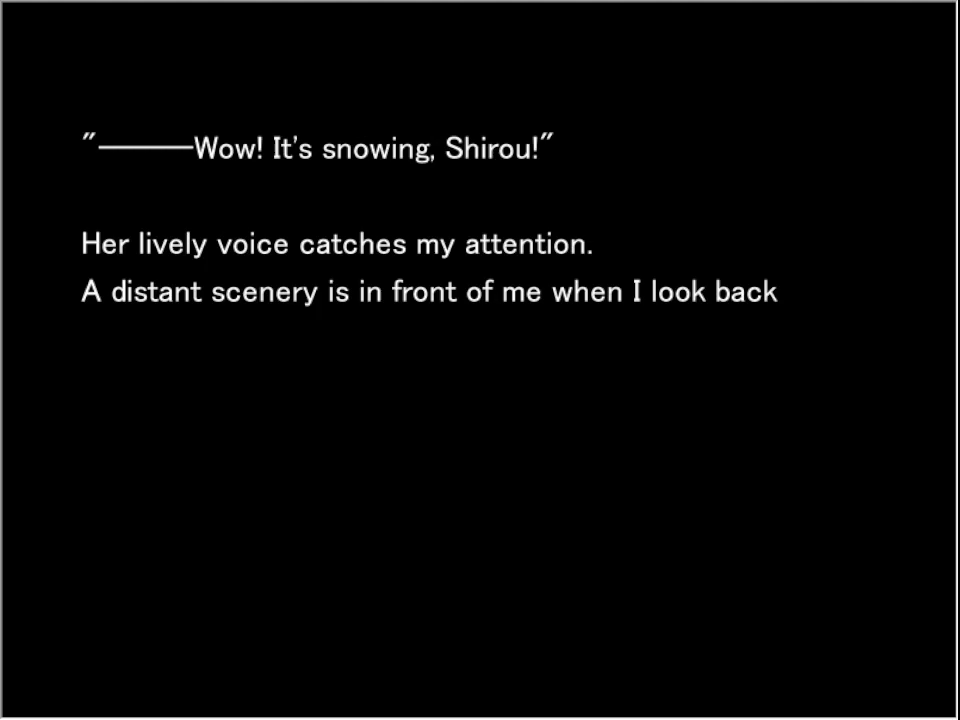 "————Wow! It's snowing, Shirou!"
Her lively voice catches my attention.
A distant scenery is in front of me when I look back